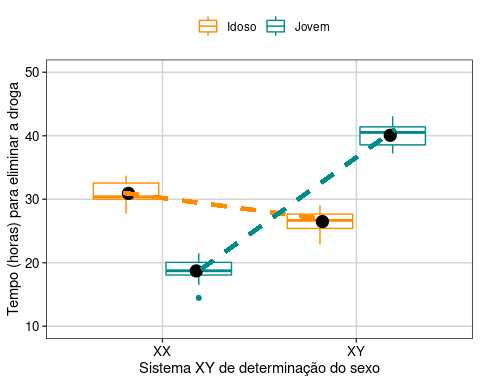 Idoso Jovem
Tempo (horas) para eliminar a droga
50
40
30
20
10
XX XY
Sistema XY de determinação do sexo